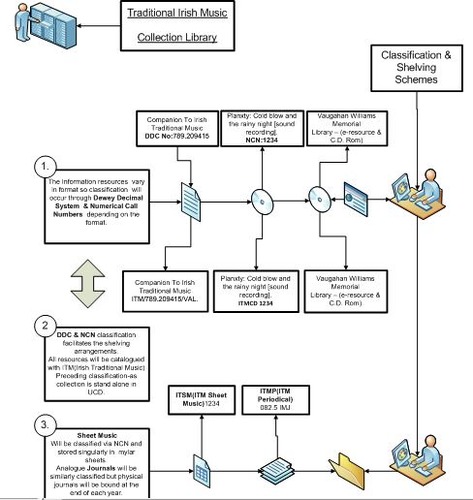 Traditional Irish Music
Collection Library
Classification &
Shelving
Schemes
Companion To Irish
Traditional Music
DDC No:789.209415
Planxty: Cold blow and
the rainy night [sound
recording].
NCN:1234
Vaugahan Wiliams
Memorial
Library – (e-resource &
C.D. Rom)
1.
The information resources vary
in format so classification will
occur through Dewey Decimal
System & Numerical Call
Numbers depending on the
format.
Companion To Irish
Traditional Music
ITM/789.209415/VAL.
Planxty: Cold blow and
the rainy night [sound
recording].
ITMCD 1234
Vaugahan Williams
Memorial
Library – (e-resource &
C.D. Rom)
2
DDC & NCN classification
facilitates the shelving
arrangements.
All resources will be catalogued
with ITM(Irish Traditional Music)
Preceding classification-as
collection is stand alone in
UCD.
ITSM(ITM Sheet
Music)1234
ITMP(ITM
Periodical)
082.5 IMJ
3.
Sheet Music
Will be classified via NCN and
stored singularly in mylar
sheets.
Analogue Journals will be
similarly classified but physical
journals will be bound at the
end of each year.